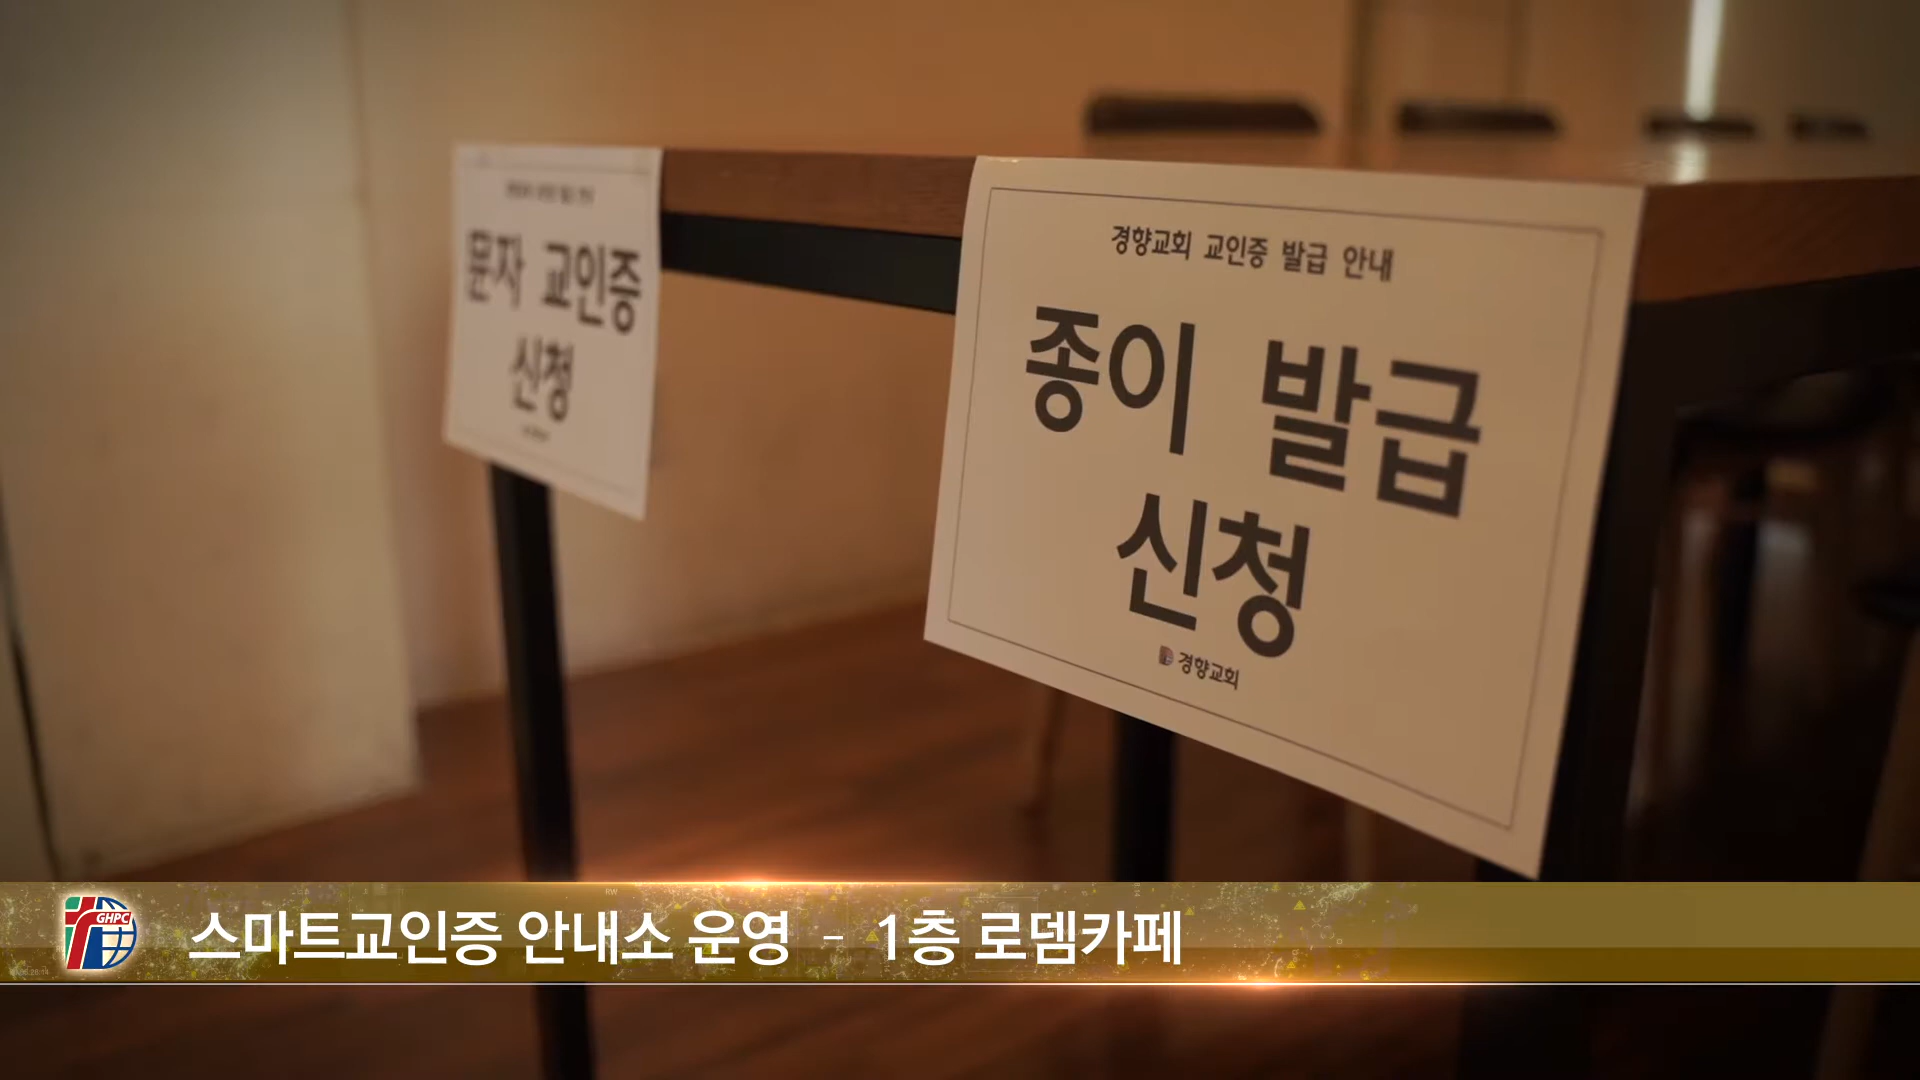 문자 교인증
신청
경향교회 교인증 발급 안내
종이 발급
신청
경향교회
GHPC
스마트교인증 안내소 운영 - 1층 로뎀카페